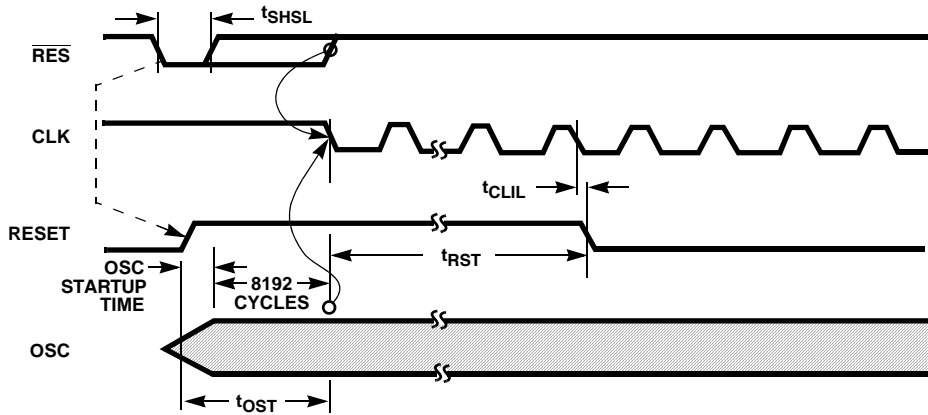 tSHSL
RES
CLK
tCLIL
RESET
tRST
OSC
STARTUP
TIME
8192
CYCLES
OSC
tOST